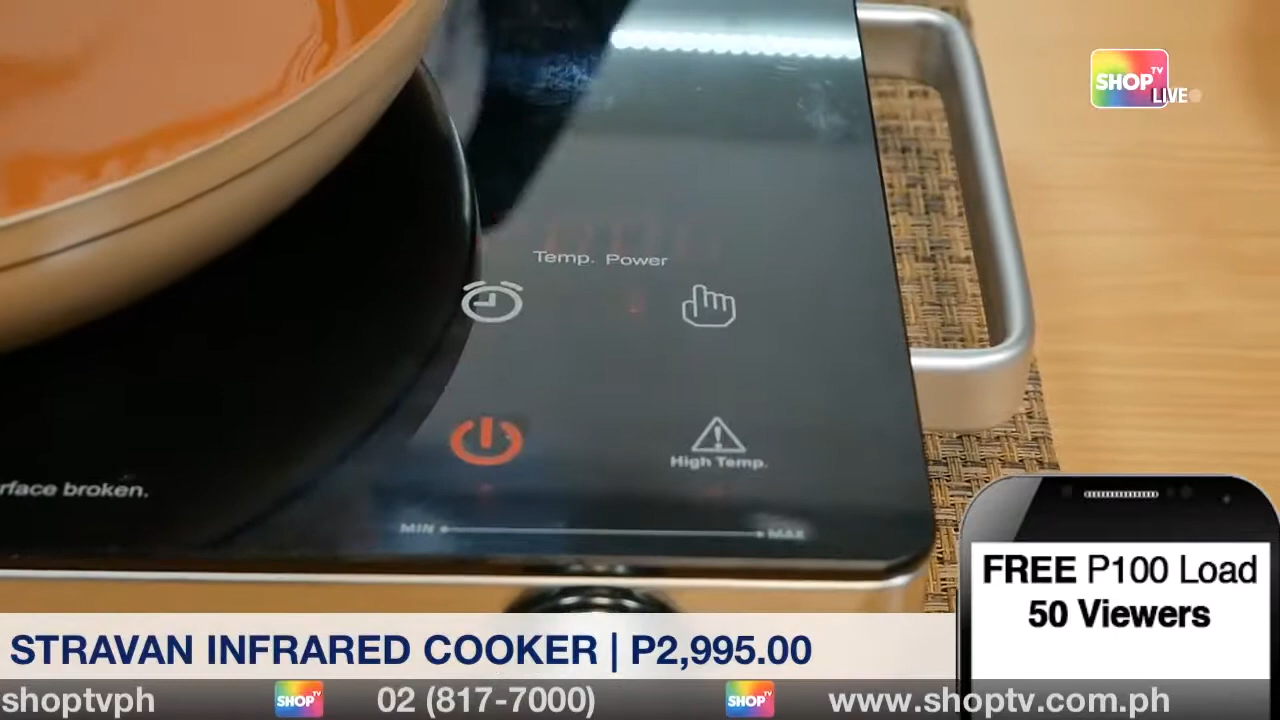 SHOP TV
LIVE
Temp. Power
High Temp.
rface broken.
MIN MAX
FREE P100 Load
50 Viewers
STRAVAN INFRARED COOKER | P2,995.00
shoptvph SHOP TV 02 (817-7000) SHOP TV www.shoptv.com.ph